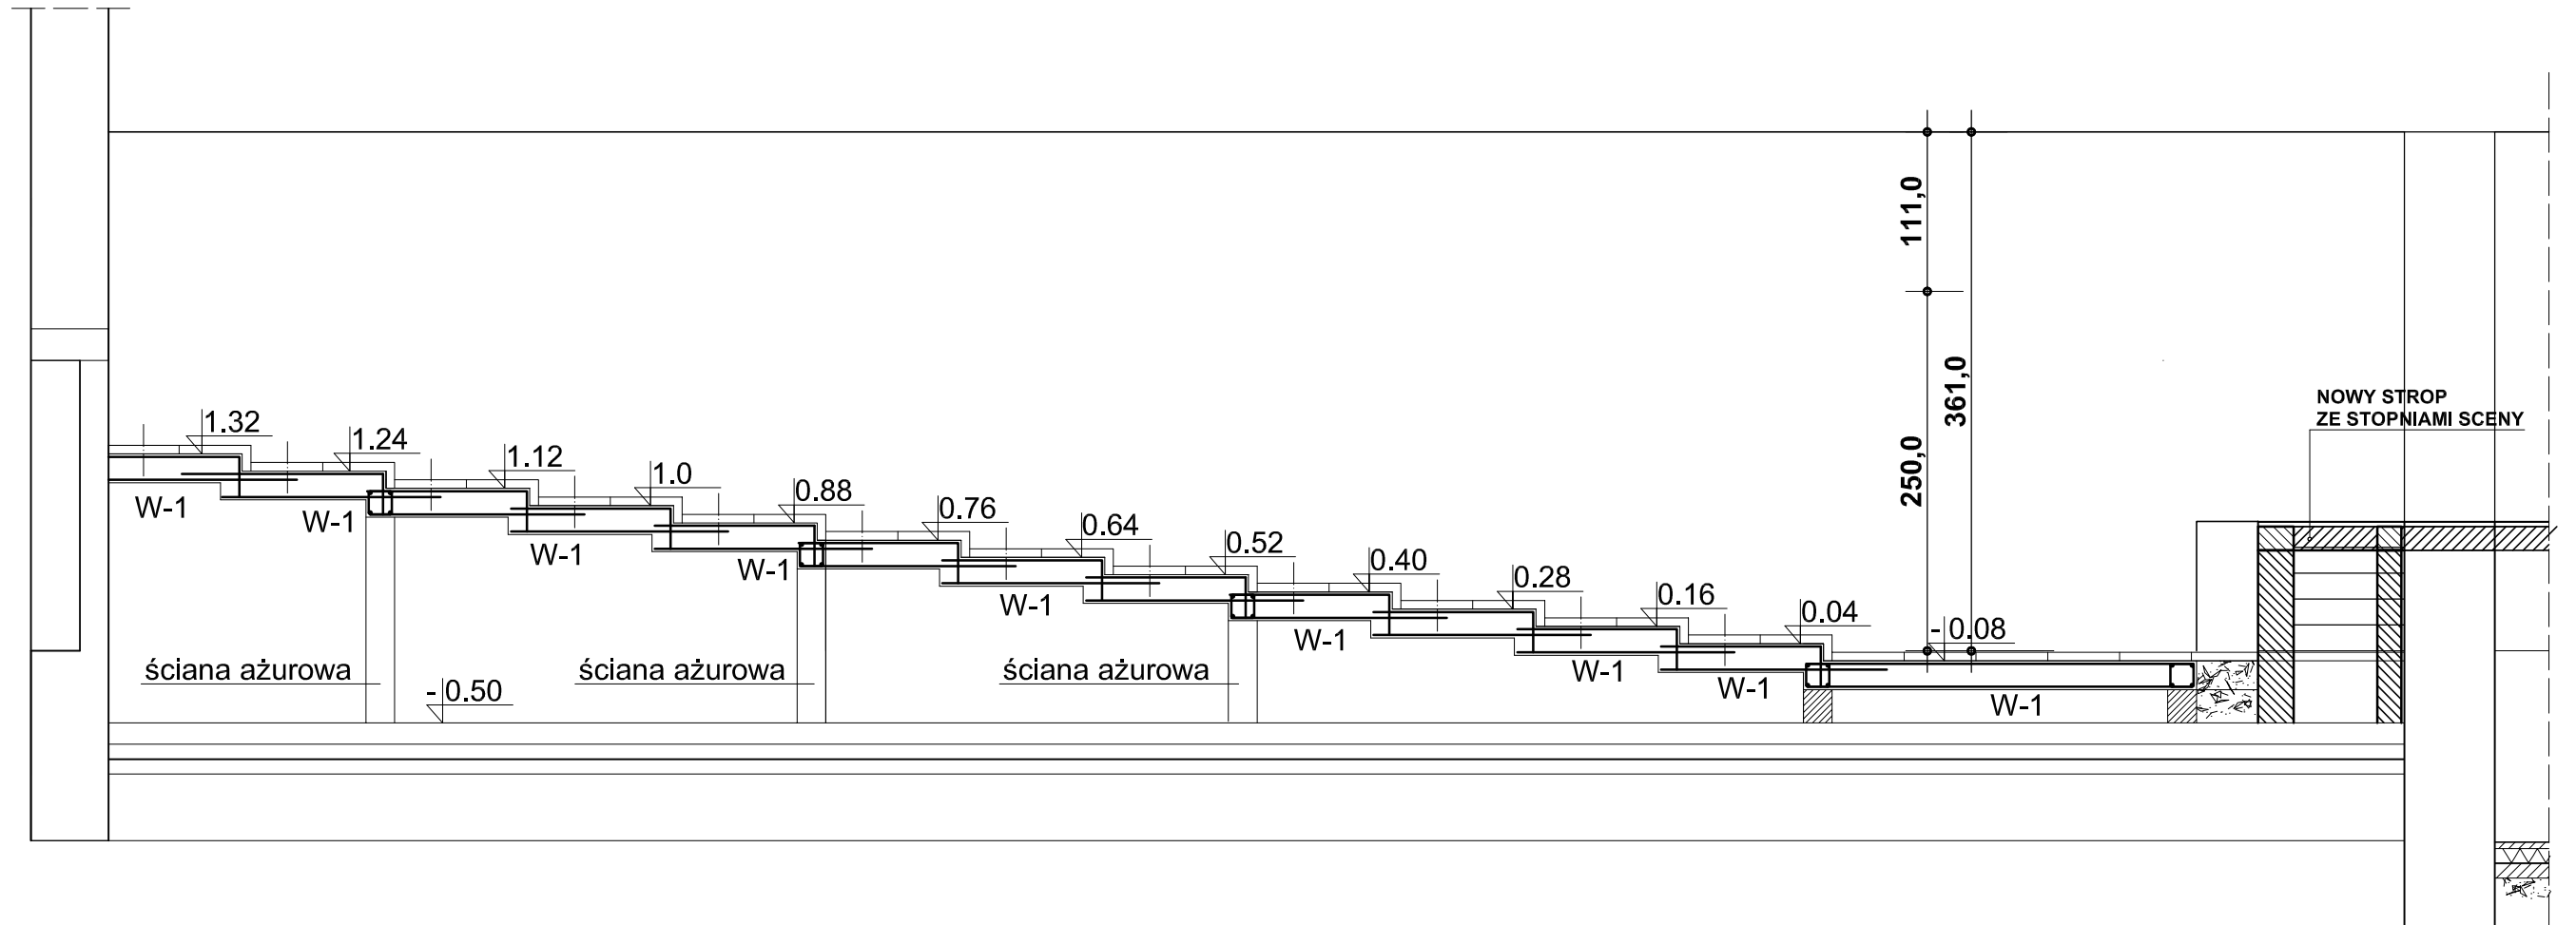 111,0
361,0
250,0
NOWY STROP
ZE STOPNIAMI SCENY
1.32
1.24
1.12
1.0
0.88
0.76
0.64
0.52
0.40
0.28
0.16
0.04
- 0.08
W-1
W-1
W-1
W-1
W-1
W-1
W-1
W-1
W-1
ściana ażurowa
ściana ażurowa
ściana ażurowa
- 0.50